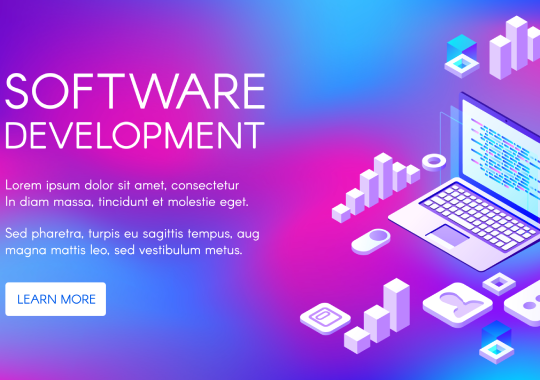 SOFTWARE
DEVELOPMENT
Lorem ipsum dolor sit amet, consectetur
In diam massa, tincidunt et molestie eget.
Sed pharetra, turpis eu sagittis tempus, aug
magna mattis leo, sed vestibulum metus.
LEARN MORE